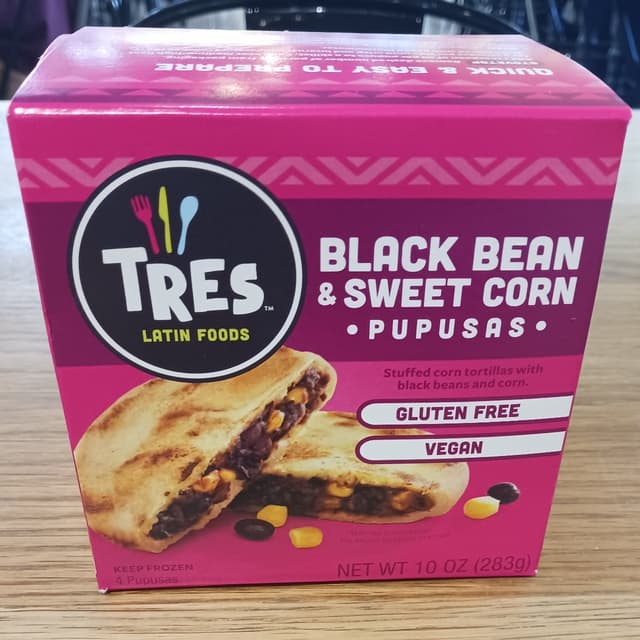 QUICK & EASY TO PREPARE
TRES™
LATIN FOODS
BLACK BEAN
& SWEET CORN
• PUPUSAS •
Stuffed corn tortillas with
black beans and corn.
GLUTEN FREE
VEGAN
KEEP FROZEN
4 Pupusas
NET WT 10 OZ (283g)